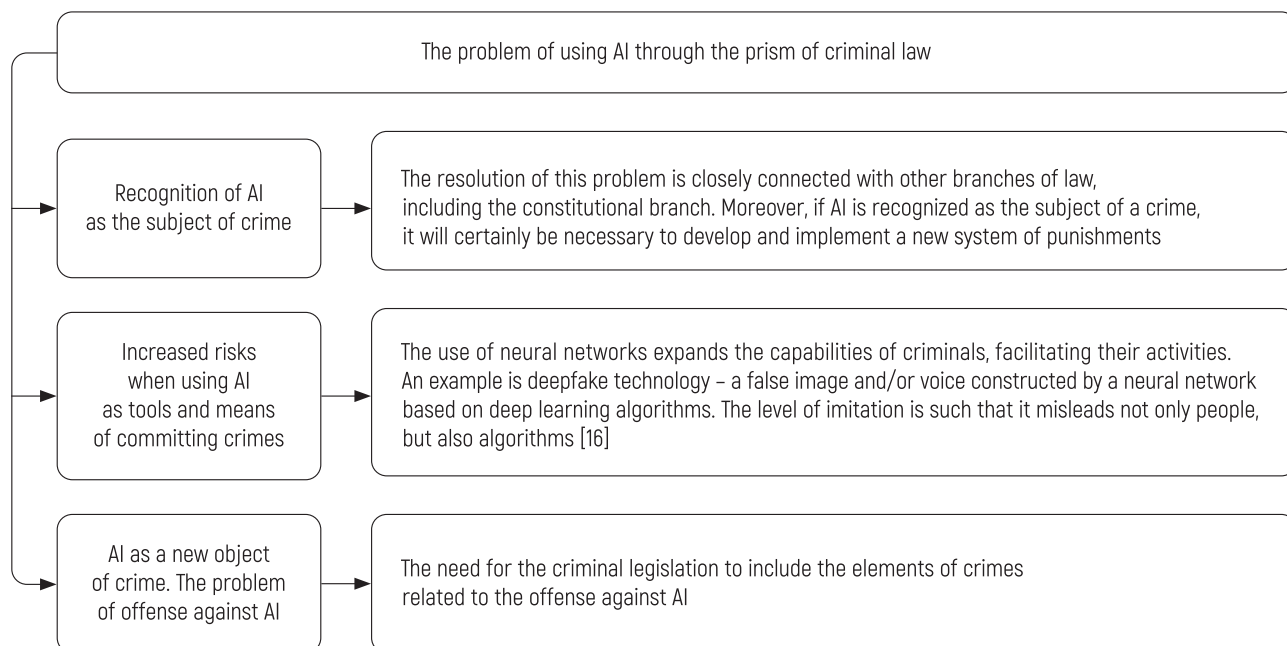 The problem of using AI through the prism of criminal law
Recognition of AI
as the subject of crime
The resolution of this problem is closely connected with other branches of law,
including the constitutional branch. Moreover, if AI is recognized as the subject of a crime,
it will certainly be necessary to develop and implement a new system of punishments
Increased risks
when using AI
as tools and means
of committing crimes
The use of neural networks expands the capabilities of criminals, facilitating their activities.
An example is deepfake technology – a false image and/or voice constructed by a neural network
based on deep learning algorithms. The level of imitation is such that it misleads not only people,
but also algorithms [16]
AI as a new object
of crime. The problem
of offense against AI
The need for the criminal legislation to include the elements of crimes
related to the offense against AI